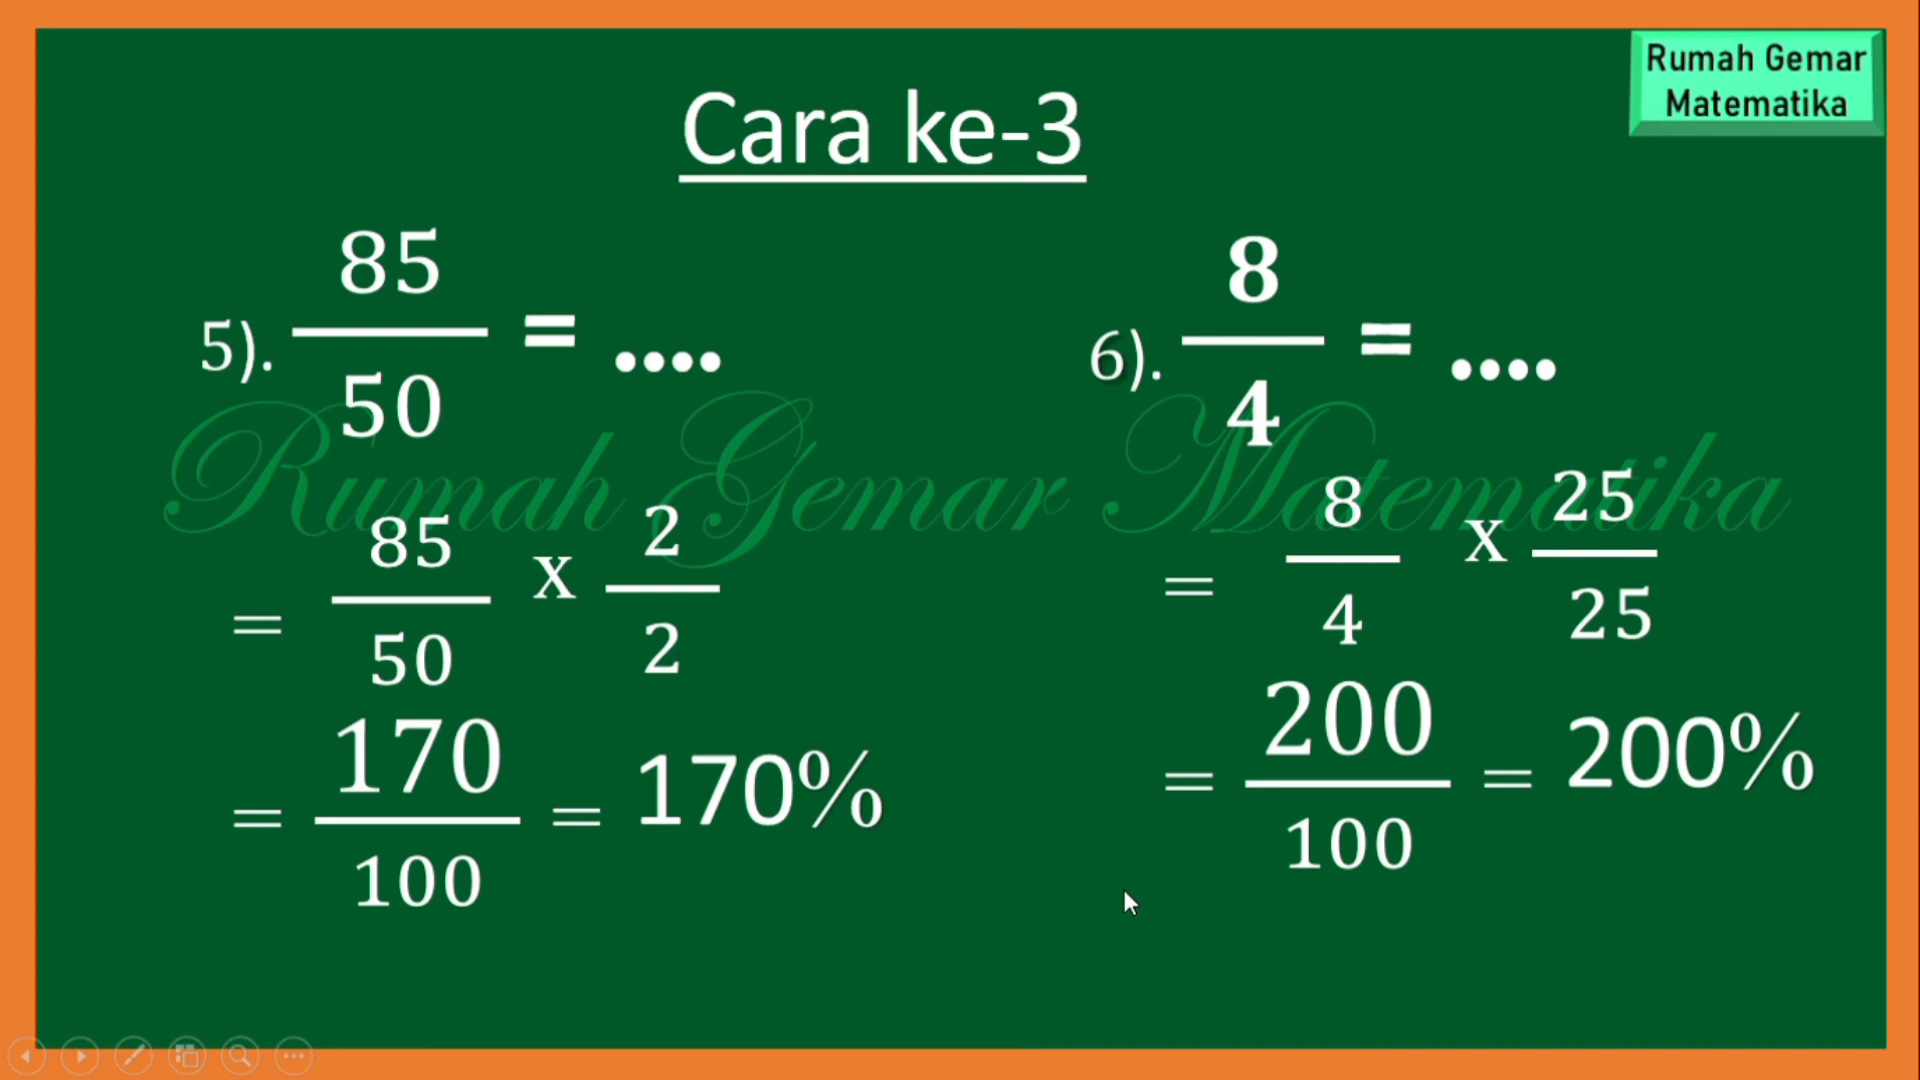 Rumah Gemar
Matematika
Cara ke-3
5). 85/50 = ....
= 85/50 x 2/2
= 170/100 = 170%
6). 8/4 = ....
= 8/4 x 25/25
= 200/100 = 200%
Rumah Gemar Matematika